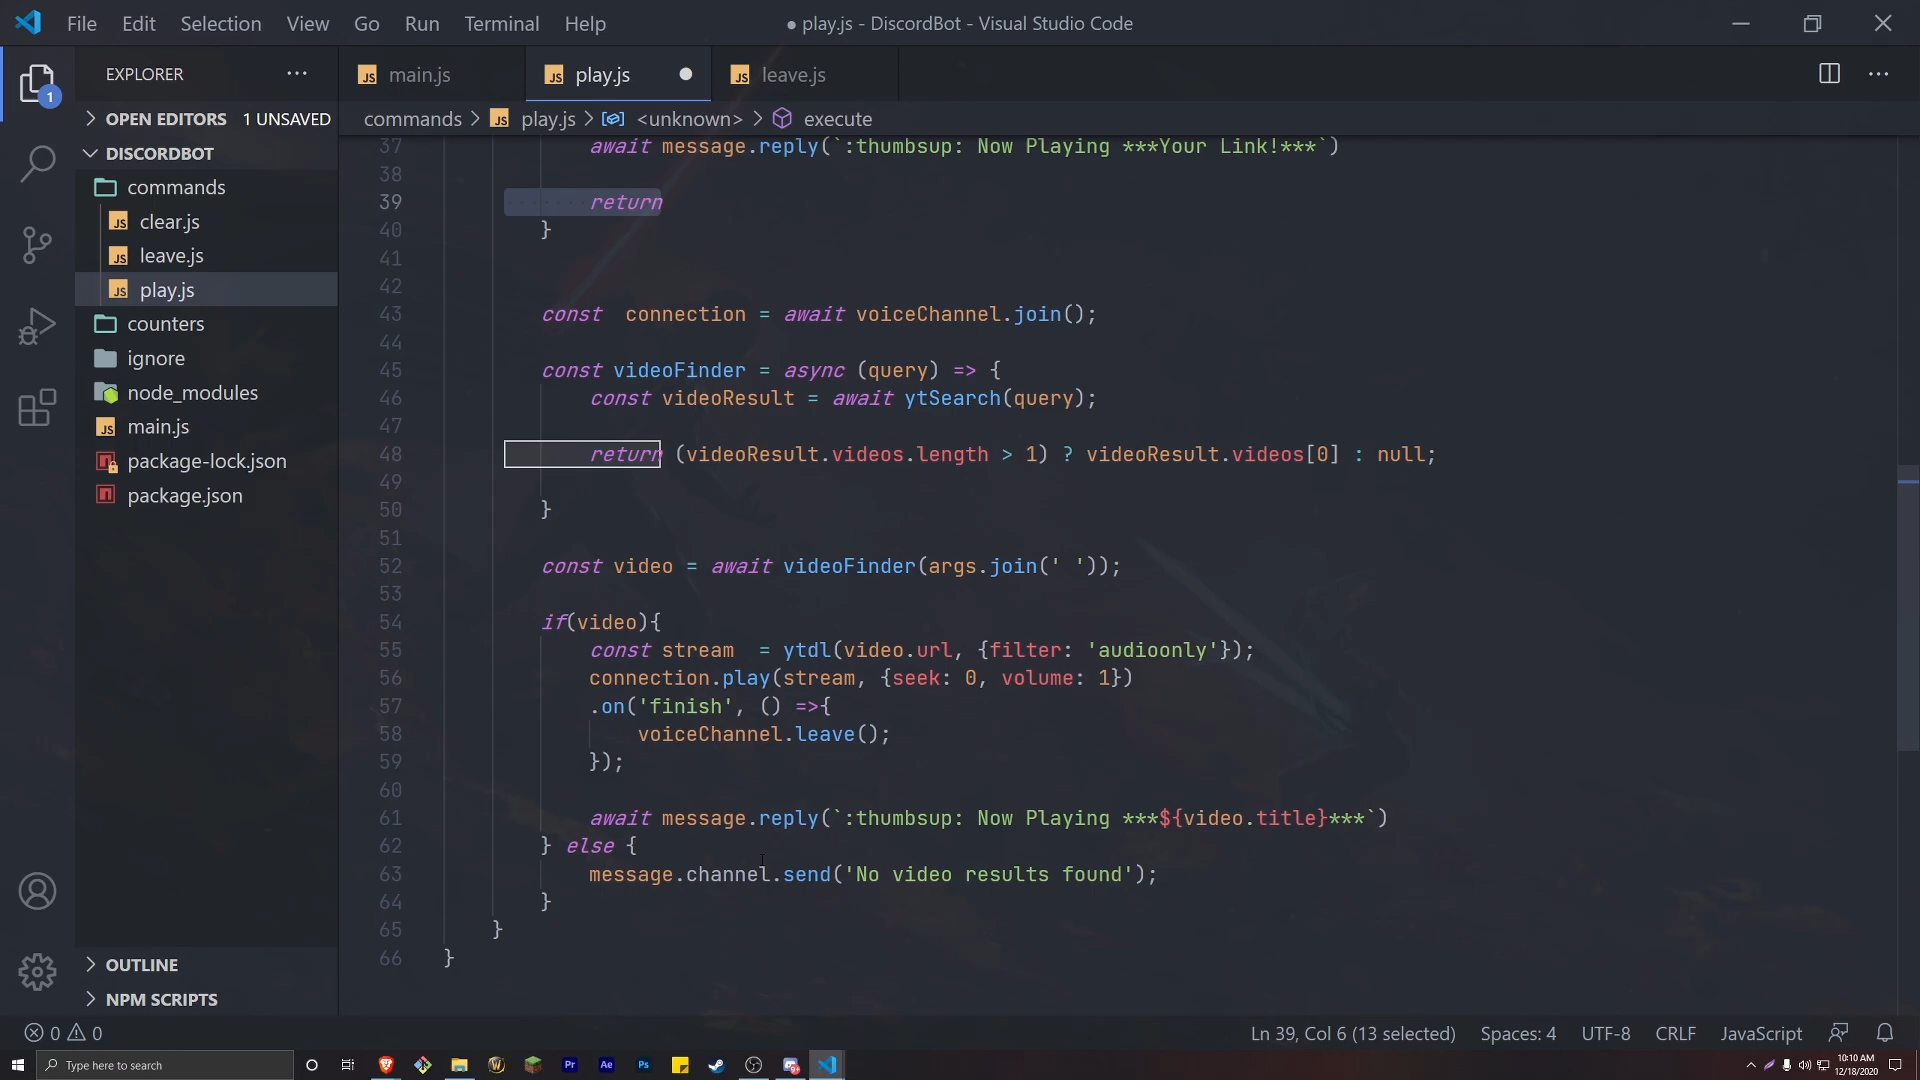 File Edit Selection View Go Run Terminal Help
● play.js - DiscordBot - Visual Studio Code
EXPLORER
main.js
play.js
leave.js
1
OPEN EDITORS 1 UNSAVED
commands > play.js > <unknown> > execute
DISCORDBOT
commands
clear.js
leave.js
play.js
counters
ignore
node_modules
main.js
package-lock.json
package.json
OUTLINE
NPM SCRIPTS
37 await message.reply(`:thumbsup: Now Playing ***Your Link!***`)
38
39 return
40 }
41
42
43 const  connection = await voiceChannel.join();
44
45 const videoFinder = async (query) => {
46 const videoResult = await ytSearch(query);
47
48 return (videoResult.videos.length > 1) ? videoResult.videos[0] : null;
49
50 }
51
52 const video = await videoFinder(args.join(' '));
53
54 if(video){
55 const stream  = ytdl(video.url, {filter: 'audioonly'});
56 connection.play(stream, {seek: 0, volume: 1})
57 .on('finish', () =>{
58 voiceChannel.leave();
59 });
60
61 await message.reply(`:thumbsup: Now Playing ***${video.title}***`)
62 } else {
63 message.channel.send('No video results found');
64 }
65 }
66 }
0 0
Ln 39, Col 6 (13 selected) Spaces: 4 UTF-8 CRLF JavaScript
Type here to search
W
Pr
Ae
Ps
10:10 AM
12/18/2020